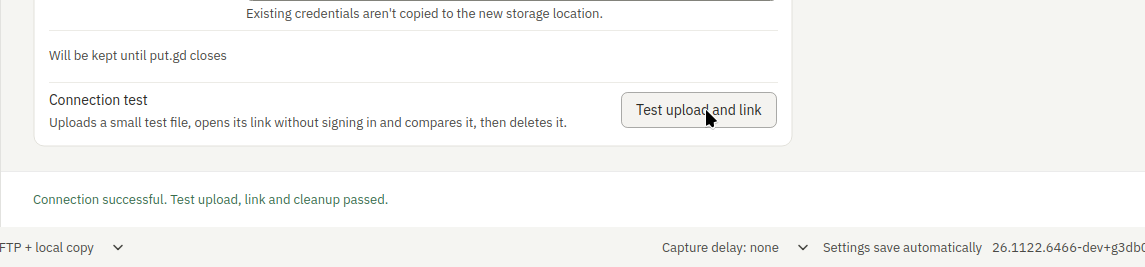 Existing credentials aren't copied to the new storage location.
Will be kept until put.gd closes
Connection test
Uploads a small test file, opens its link without signing in and compares it, then deletes it.
Test upload and link
Connection successful. Test upload, link and cleanup passed.
FTP + local copy
Capture delay: none
Settings save automatically
26.1122.6466-dev+g3db0